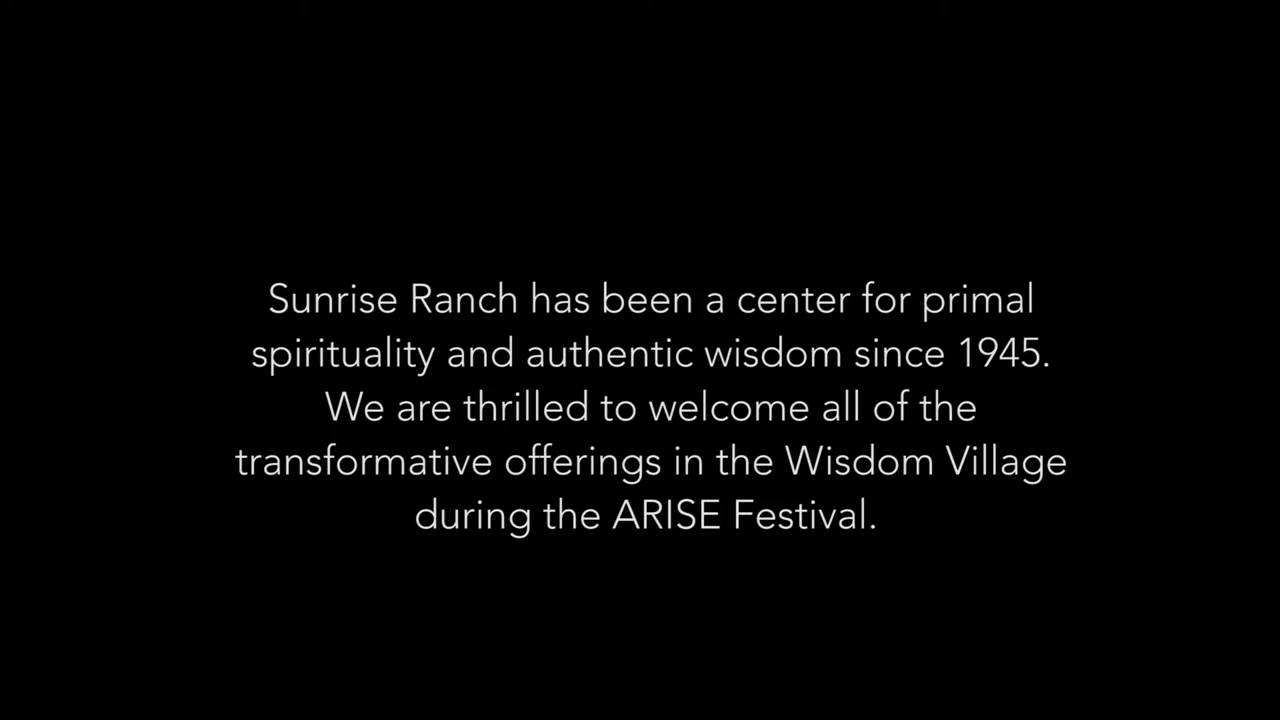 Sunrise Ranch has been a center for primal
spirituality and authentic wisdom since 1945.
We are thrilled to welcome all of the
transformative offerings in the Wisdom Village
during the ARISE Festival.